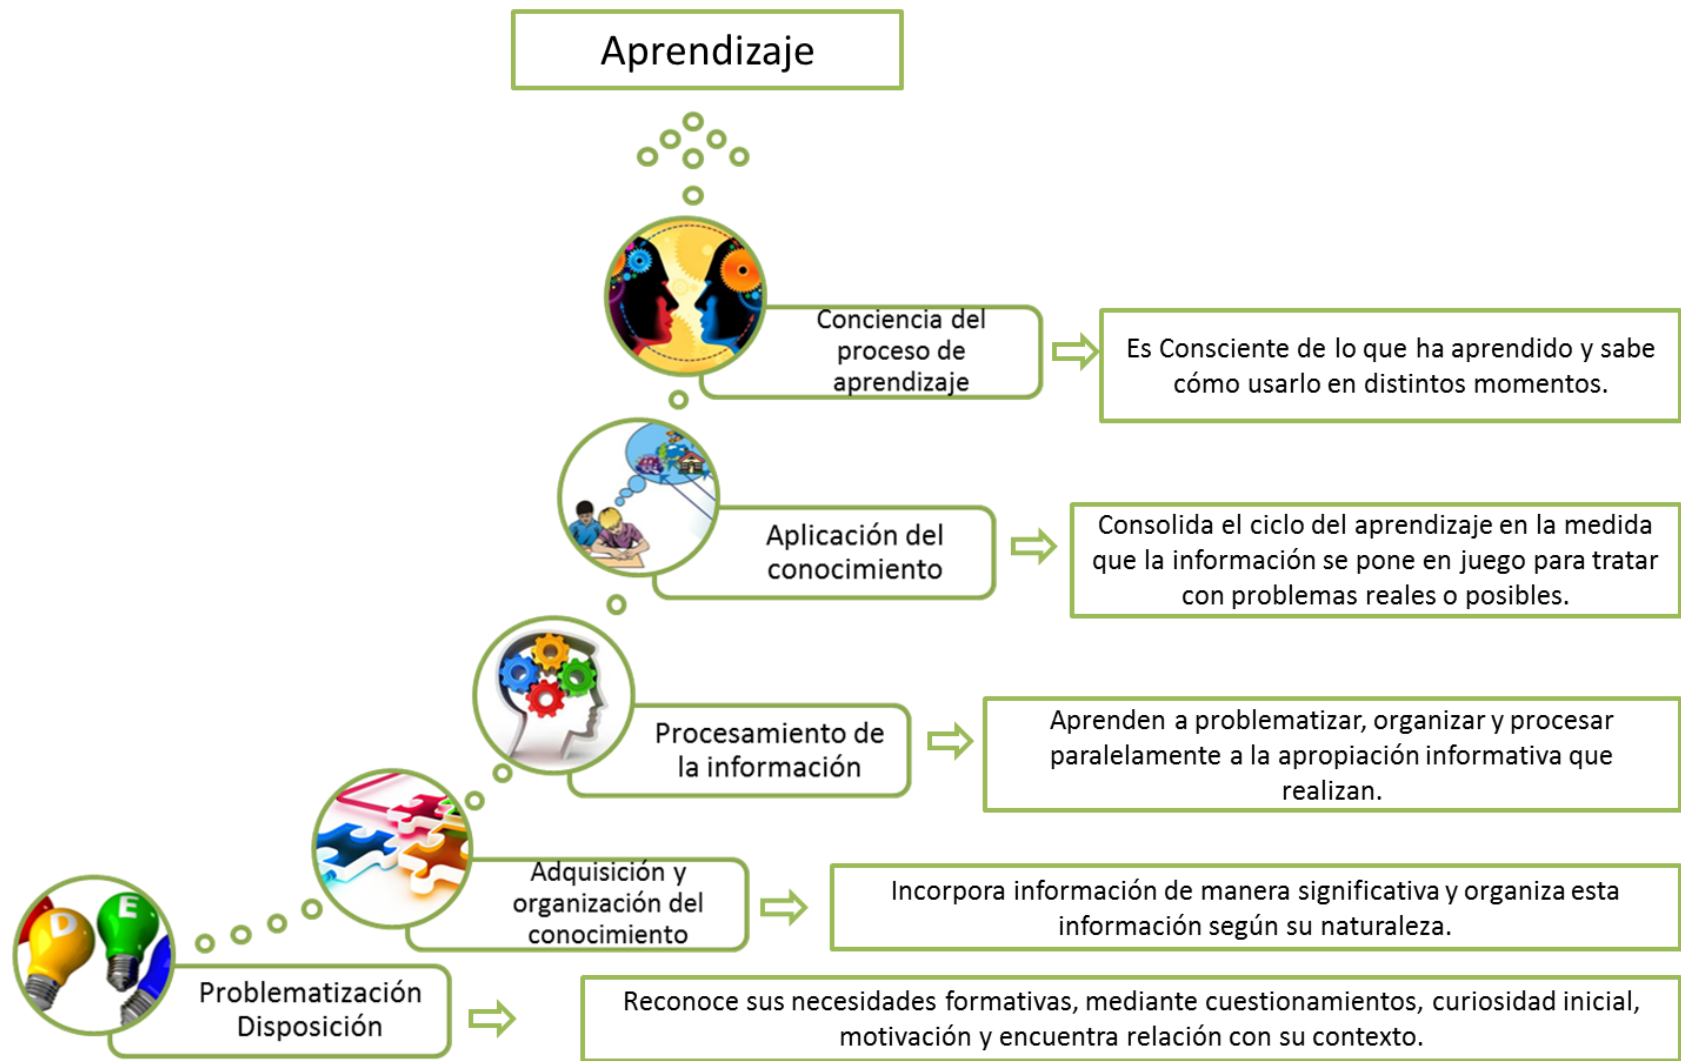 Aprendizaje
Conciencia del
proceso de
aprendizaje
Es Consciente de lo que ha aprendido y sabe
cómo usarlo en distintos momentos.
Aplicación del
conocimiento
Consolida el ciclo del aprendizaje en la medida
que la información se pone en juego para tratar
con problemas reales o posibles.
Procesamiento de
la información
Aprenden a problematizar, organizar y procesar
paralelamente a la apropiación informativa que
realizan.
Adquisición y
organización del
conocimiento
Incorpora información de manera significativa y organiza esta
información según su naturaleza.
D E
Problematización
Disposición
Reconoce sus necesidades formativas, mediante cuestionamientos, curiosidad inicial,
motivación y encuentra relación con su contexto.